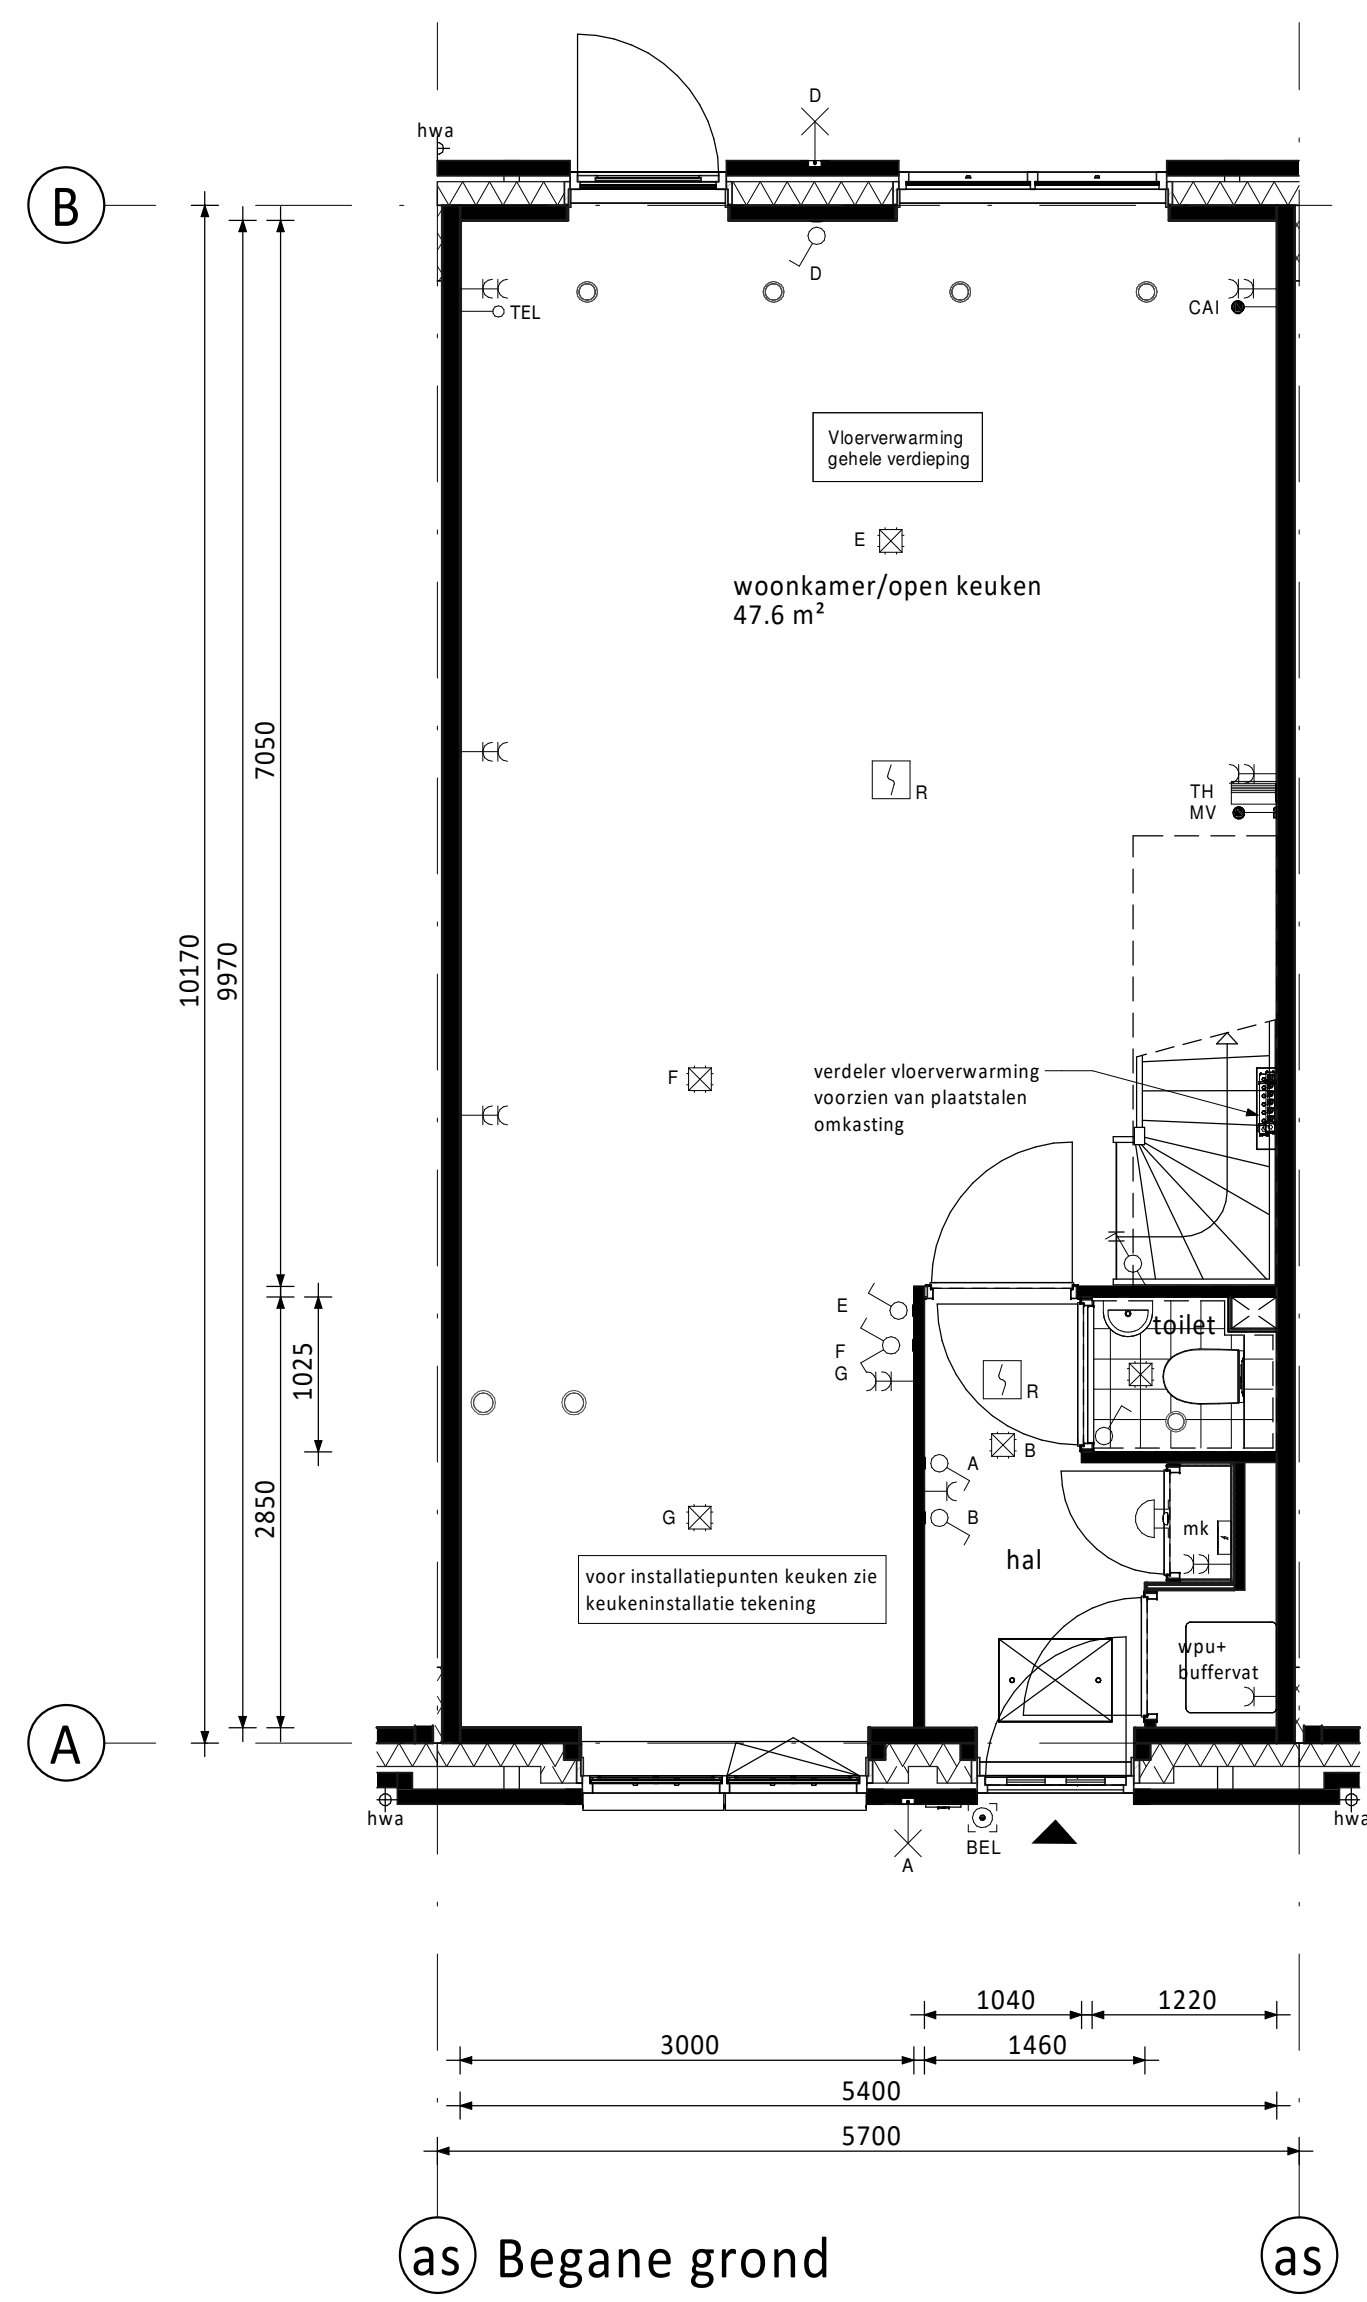 D
hwa
B
D
TEL
CAI
Vloerverwarming
gehele verdieping
E
woonkamer/open keuken
47.6 m²
7050
R
TH
MV
10170
9970
F
verdeler vloerverwarming
voorzien van plaatstalen
omkasting
E
F
G
toilet
1025
R
B
A
B
2850
G
mk
hal
voor installatiepunten keuken zie
keukeninstallatie tekening
wpu+
buffervat
A
hwa
hwa
BEL
A
1040
1220
3000
1460
5400
5700
as
Begane grond
as